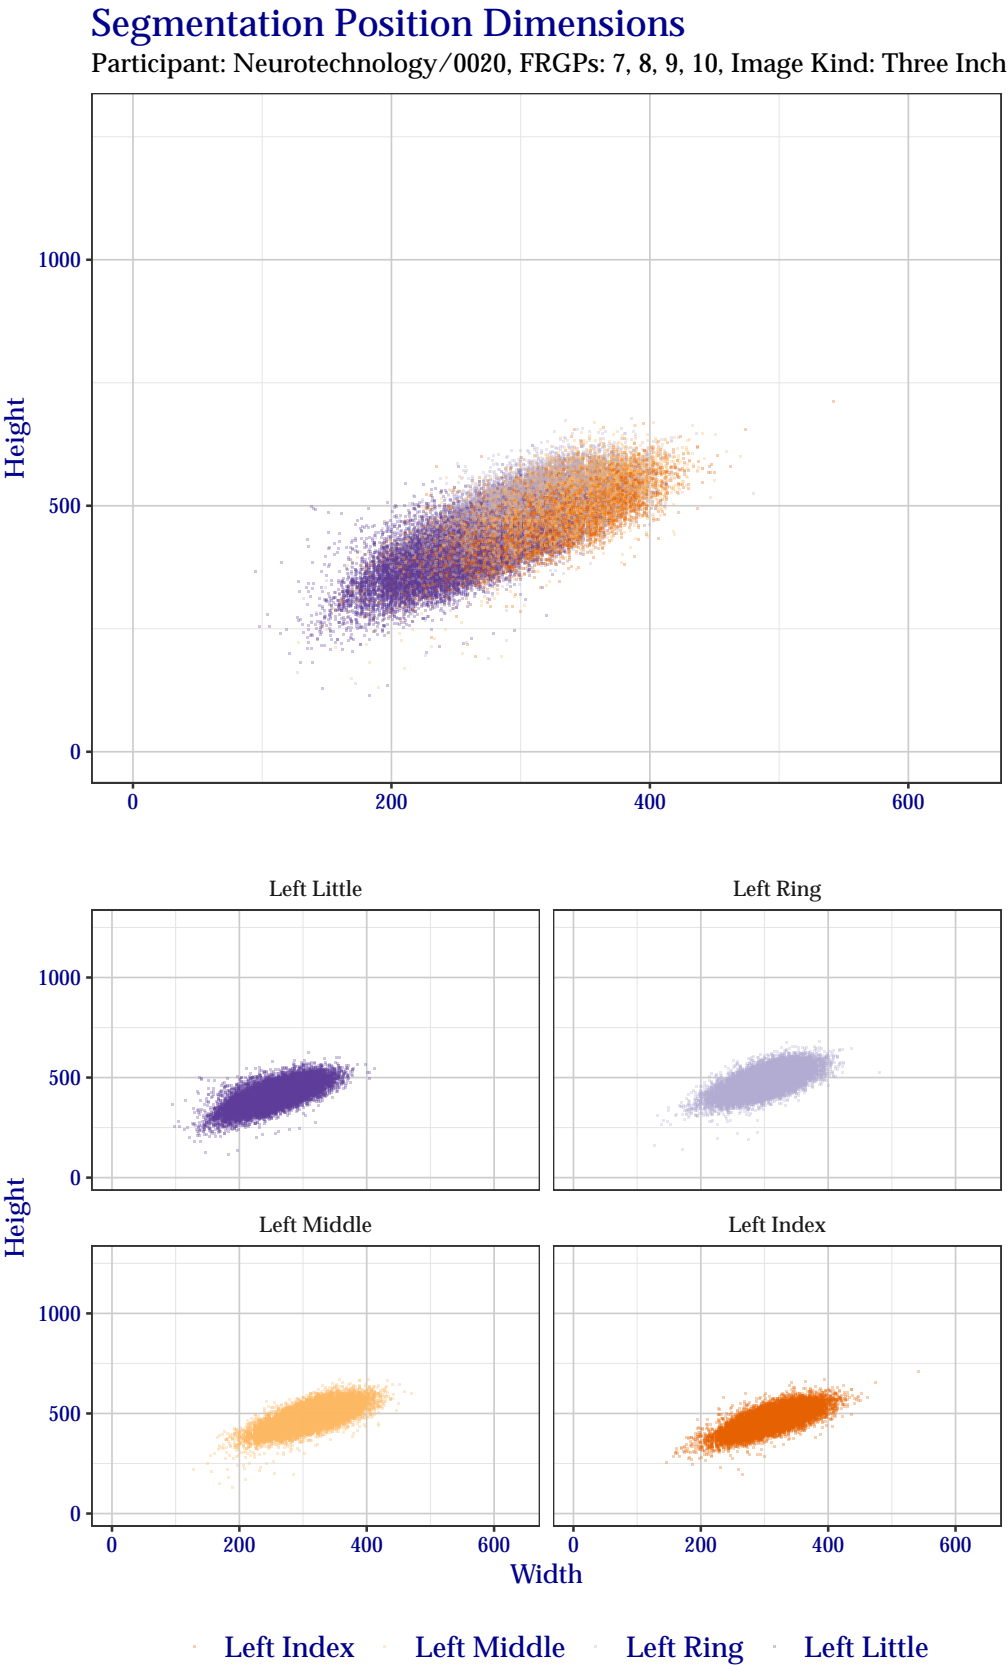 Segmentation Position Dimensions
Participant: Neurotechnology/0020, FRGPs: 7, 8, 9, 10, Image Kind: Three Inch
Height
1000
500
0
0 200 400 600
Left Little Left Ring
1000
500
0
Height
Left Middle Left Index
1000
500
0
0 200 400 600 0 200 400 600
Width
Left Index Left Middle Left Ring Left Little